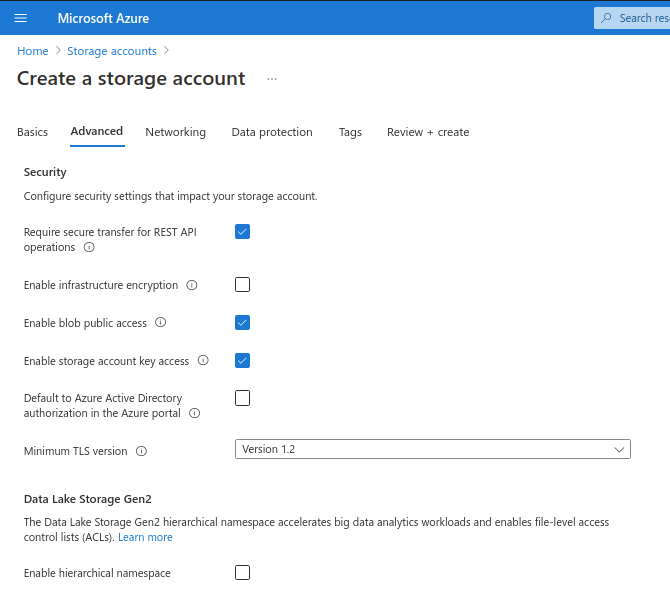 Microsoft Azure
Search res
Home > Storage accounts >
Create a storage account ...
Basics Advanced Networking Data protection Tags Review + create
Security
Configure security settings that impact your storage account.
Require secure transfer for REST API
operations
Enable infrastructure encryption
Enable blob public access
Enable storage account key access
Default to Azure Active Directory
authorization in the Azure portal
Minimum TLS version
Version 1.2
Data Lake Storage Gen2
The Data Lake Storage Gen2 hierarchical namespace accelerates big data analytics workloads and enables file-level access
control lists (ACLs). Learn more
Enable hierarchical namespace